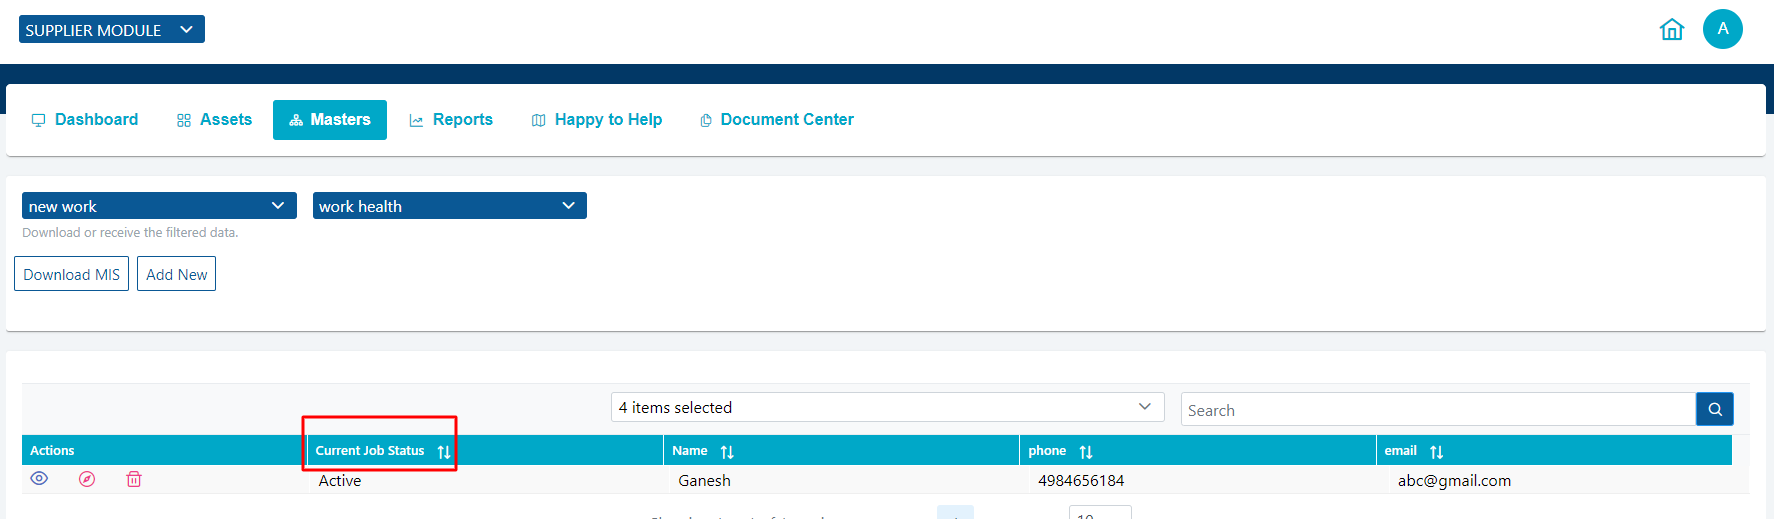 SUPPLIER MODULE
A
Dashboard Assets Masters Reports Happy to Help Document Center
new work work health
Download or receive the filtered data.
Download MIS Add New
4 items selected Search
Actions Current Job Status Name phone email
Active Ganesh 4984656184 abc@gmail.com
10